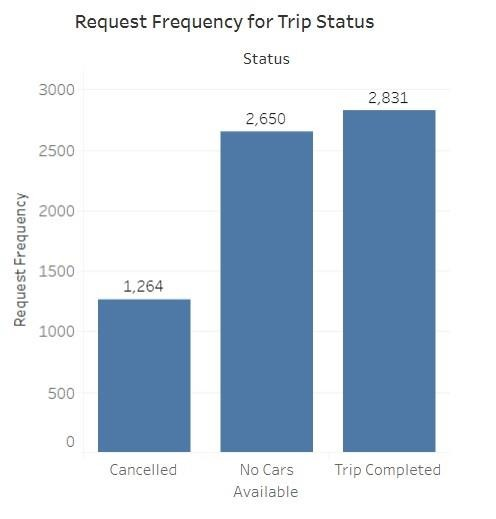 Request Frequency for Trip Status
Status
Request Frequency
3000
2500
2000
1500
1000
500
0
1,264
2,650
2,831
Cancelled
No Cars
Available
Trip Completed